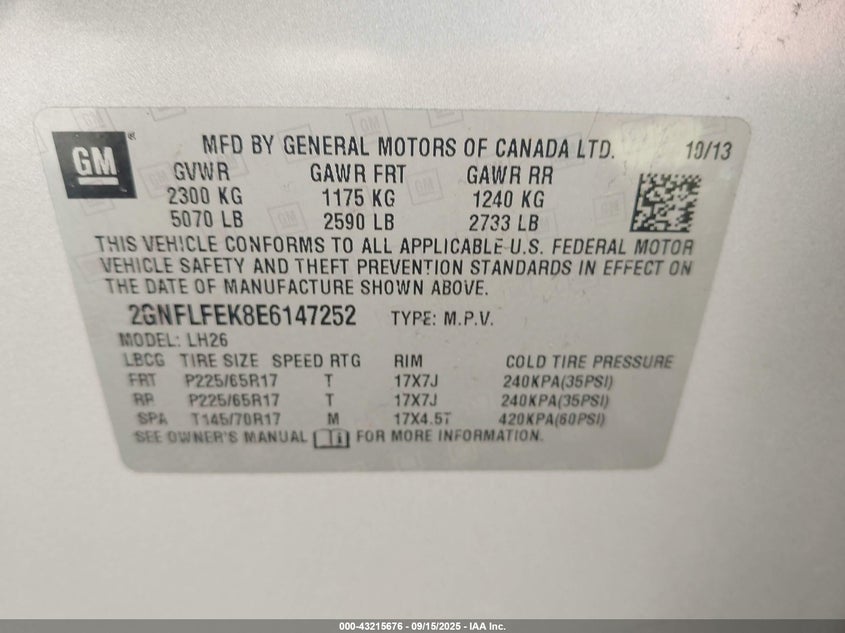 GM
MFD BY GENERAL MOTORS OF CANADA LTD. 10/13
GVWR GAWR FRT GAWR RR
2300 KG 1175 KG 1240 KG
5070 LB 2590 LB 2733 LB
THIS VEHICLE CONFORMS TO ALL APPLICABLE U.S. FEDERAL MOTOR
VEHICLE SAFETY AND THEFT PREVENTION STANDARDS IN EFFECT ON
THE DATE OF MANUFACTURE SHOWN ABOVE.
2GNFLFEK8E6147252 TYPE: M.P.V.
MODEL: LH26
LBCG TIRE SIZE SPEED RTG RIM COLD TIRE PRESSURE
FRT P225/65R17 T 17X7J 240KPA(35PSI)
RR P225/65R17 T 17X7J 240KPA(35PSI)
SPA T145/70R17 M 17X4.5T 420KPA(60PSI)
SEE OWNER'S MANUAL FOR MORE INFORMATION.
000-43215676 - 09/15/2025 - IAA Inc.